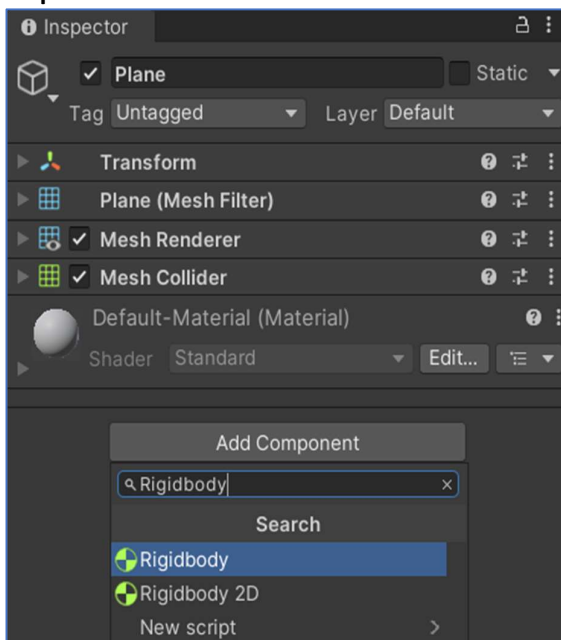 Inspector
Plane Static
Tag Untagged Layer Default
Transform
Plane (Mesh Filter)
Mesh Renderer
Mesh Collider
Default-Material (Material)
Shader Standard Edit...
Add Component
Rigidbody
Search
Rigidbody
Rigidbody 2D
New script